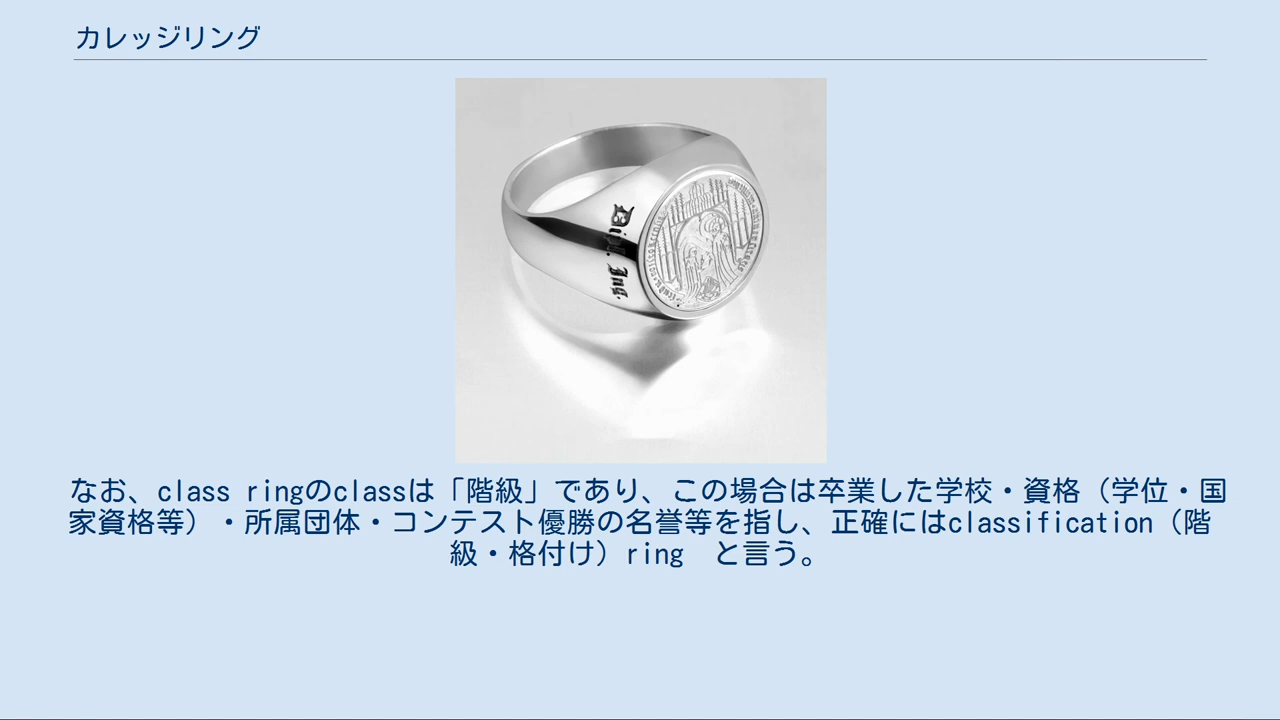 カレッジリング
Dipl. Ing.
なお、class ringのclassは「階級」であり、この場合は卒業した学校・資格（学位・国
家資格等）・所属団体・コンテスト優勝の名誉等を指し、正確にはclassification（階
級・格付け）ring　と言う。